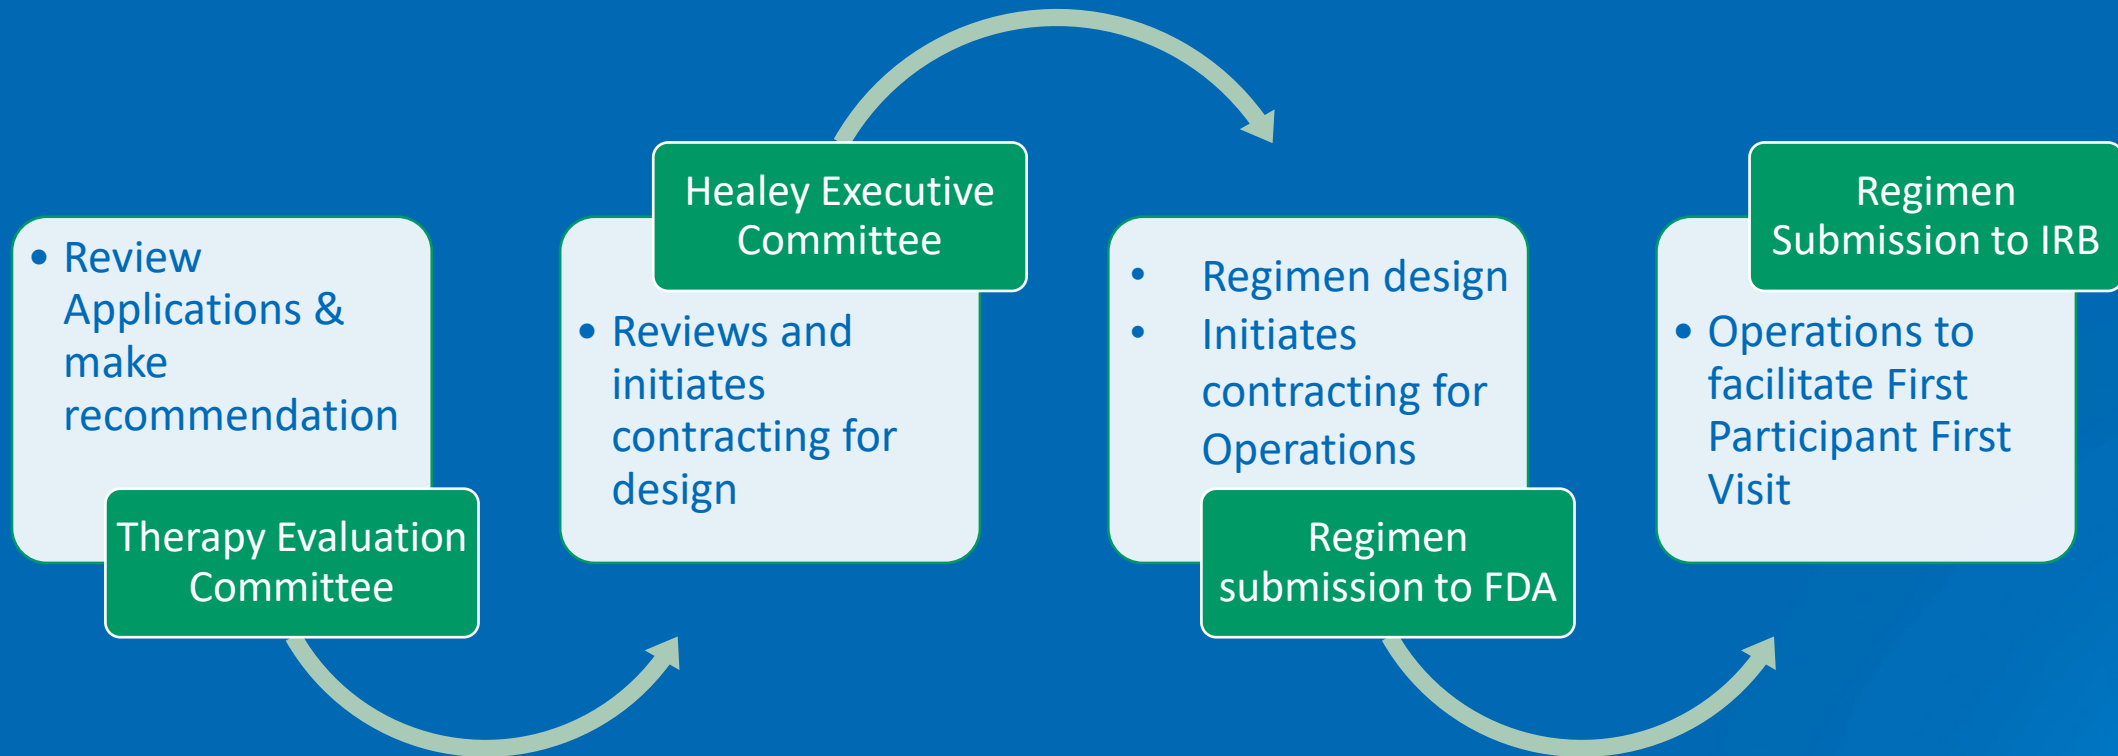 • Review
Applications &
make
recommendation
Therapy Evaluation
Committee
Healey Executive
Committee
• Reviews and
initiates
contracting for
design
• Regimen design
• Initiates
contracting for
Operations
Regimen
submission to FDA
Regimen
Submission to IRB
• Operations to
facilitate First
Participant First
Visit